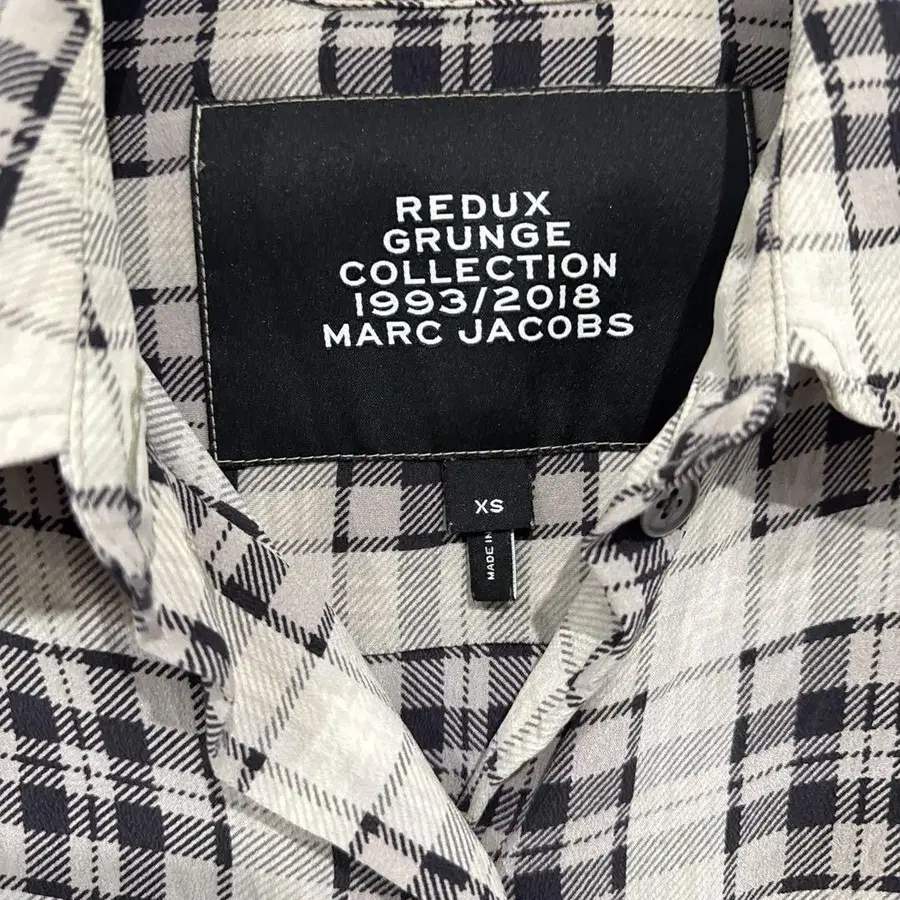 REDUX
GRUNGE
COLLECTION
1993/2018
MARC JACOBS
XS
MADE IN